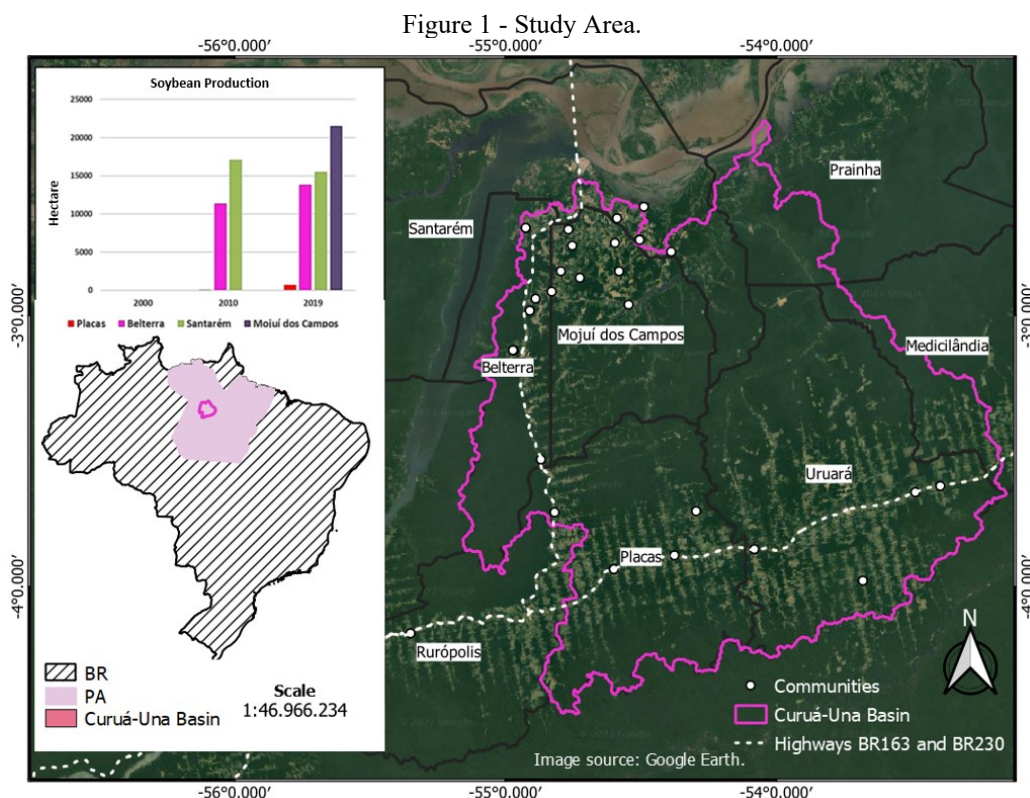 Figure 1 - Study Area.
-56°0.000'
-55°0.000'
-54°0.000'
Soybean Production
25000
20000
15000
10000
5000
0
Hectare
2000
2010
2019
Placas
Belterra
Santarém
Mojuí dos Campos
BR
PA
Curuá-Una Basin
Scale
1:46.966.234
-3°0.000'
-4°0.000'
Prainha
Santarém
Mojuí dos Campos
Medicilândia
Belterra
Uruará
Placas
Rurópolis
N
Communities
Curuá-Una Basin
Highways BR163 and BR230
Image source: Google Earth.
-3°0.000'
-4°0.000'
-56°0.000'
-55°0.000'
-54°0.000'